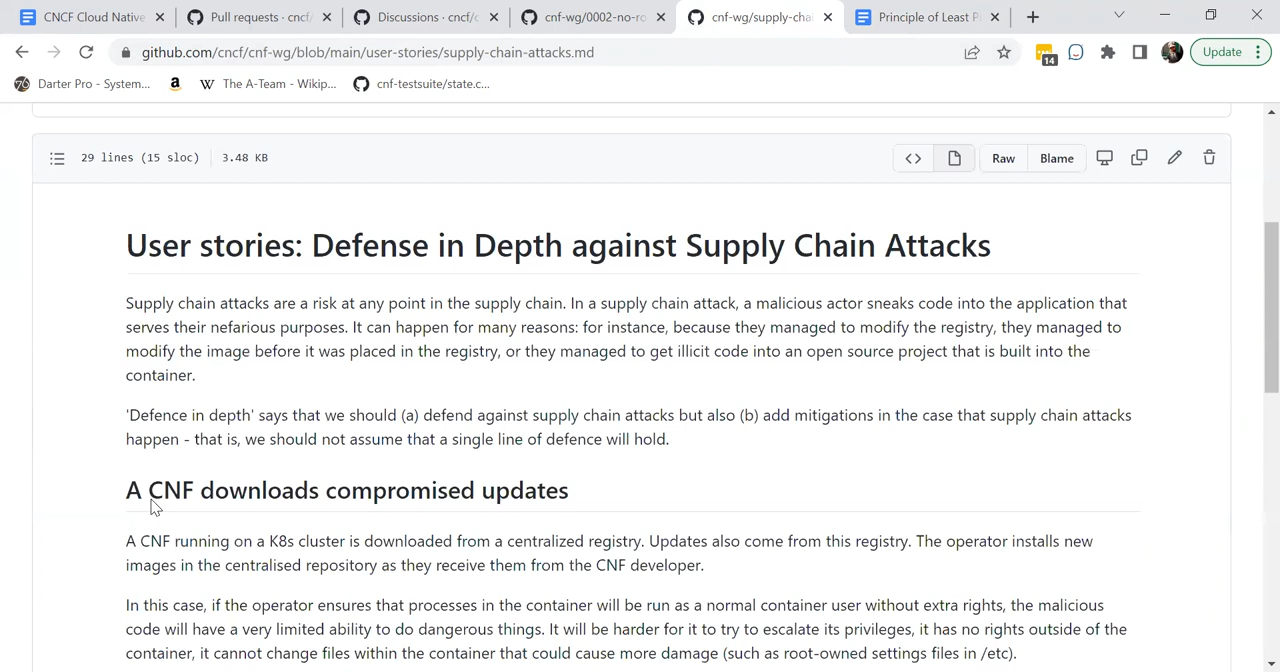 CNCF Cloud Native
Pull requests · cncf/
Discussions · cncf/c
cnf-wg/0002-no-ro
cnf-wg/supply-chai
Principle of Least P
github.com/cncf/cnf-wg/blob/main/user-stories/supply-chain-attacks.md
14
Update
76
Darter Pro - System...
a
W
The A-Team - Wikip...
cnf-testsuite/state.c...
29 lines (15 sloc)
3.48 KB
Raw
Blame
User stories: Defense in Depth against Supply Chain Attacks
Supply chain attacks are a risk at any point in the supply chain. In a supply chain attack, a malicious actor sneaks code into the application that
serves their nefarious purposes. It can happen for many reasons: for instance, because they managed to modify the registry, they managed to
modify the image before it was placed in the registry, or they managed to get illicit code into an open source project that is built into the
container.
'Defence in depth' says that we should (a) defend against supply chain attacks but also (b) add mitigations in the case that supply chain attacks
happen - that is, we should not assume that a single line of defence will hold.
A CNF downloads compromised updates
A CNF running on a K8s cluster is downloaded from a centralized registry. Updates also come from this registry. The operator installs new
images in the centralised repository as they receive them from the CNF developer.
In this case, if the operator ensures that processes in the container will be run as a normal container user without extra rights, the malicious
code will have a very limited ability to do dangerous things. It will be harder for it to try to escalate its privileges, it has no rights outside of the
container, it cannot change files within the container that could cause more damage (such as root-owned settings files in /etc).